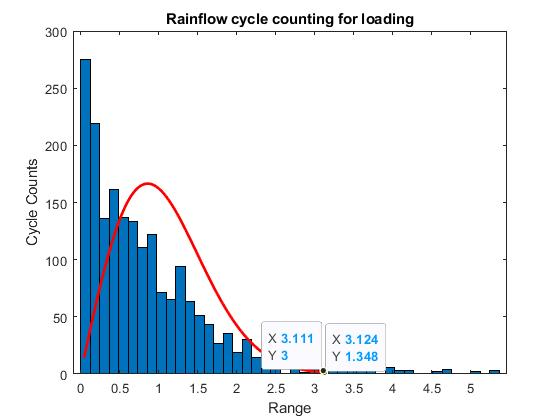 Rainflow cycle counting for loading
300
250
200
150
100
50
0
Cycle Counts
X 3.111
Y 3
X 3.124
Y 1.348
0 0.5 1 1.5 2 2.5 3 3.5 4 4.5 5
Range